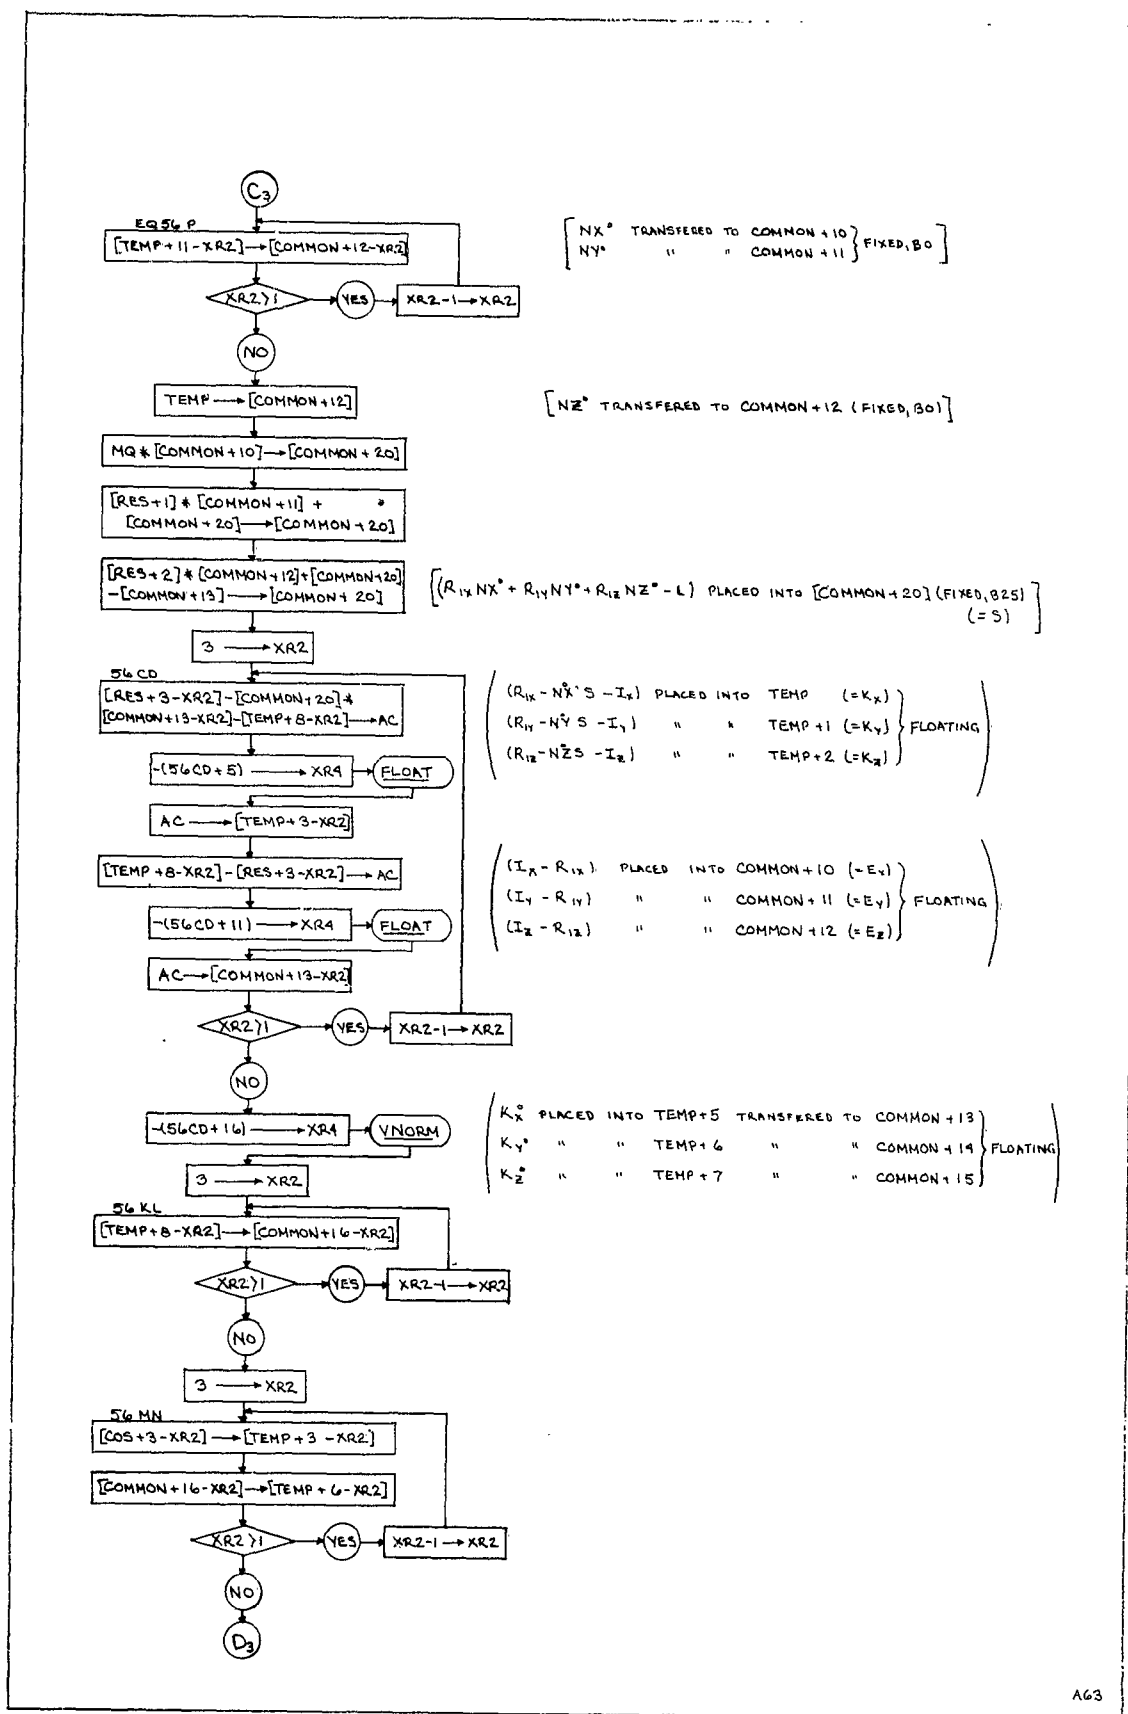 C3
EQ56P
[TEMP+11-XR2]→[COMMON+12-XR2]
[NX° TRANSFERED TO COMMON+10
NY° " " COMMON+11} FIXED, B0]
XR2>1
YES
XR2-1→XR2
NO
TEMP→[COMMON+12]
[NZ° TRANSFERED TO COMMON+12 (FIXED, B0)]
MQ*[COMMON+10]→[COMMON+20]
[RES+1]*[COMMON+11]+
[COMMON+20]→[COMMON+20]
[RES+2]*[COMMON+12]+[COMMON+20]
-[COMMON+13]→[COMMON+20]
[(R1X NX°+R1Y NY°+R1Z NZ°-L) PLACED INTO [COMMON+20] (FIXED, B25)
(=S)]
3→XR2
56CD
[RES+3-XR2]-[COMMON+20]*
[COMMON+13-XR2]-[TEMP+8-XR2]→AC
(R1X-NX°S-IX) PLACED INTO TEMP (=KX)
(R1Y-NY°S-IY) " " TEMP+1 (=KY)} FLOATING
(R1Z-NZ°S-IZ) " " TEMP+2 (=KZ)
-(56CD+5)→XR4
FLOAT
AC→[TEMP+3-XR2]
[TEMP+8-XR2]-[RES+3-XR2]→AC
(IX-R1X) PLACED INTO COMMON+10 (=EX)
(IY-R1Y) " " COMMON+11 (=EY)} FLOATING
(IZ-R1Z) " " COMMON+12 (=EZ)
-(56CD+11)→XR4
FLOAT
AC→[COMMON+13-XR2]
XR2>1
YES
XR2-1→XR2
NO
-(56CD+16)→XR4
VNORM
KX° PLACED INTO TEMP+5 TRANSFERED TO COMMON+13
KY° " " TEMP+6 " " COMMON+14} FLOATING
KZ° " " TEMP+7 " " COMMON+15
3→XR2
56KL
[TEMP+8-XR2]→[COMMON+16-XR2]
XR2>1
YES
XR2-1→XR2
NO
3→XR2
56MN
[COS+3-XR2]→[TEMP+3-XR2]
[COMMON+16-XR2]→[TEMP+6-XR2]
XR2>1
YES
XR2-1→XR2
NO
D3
A63